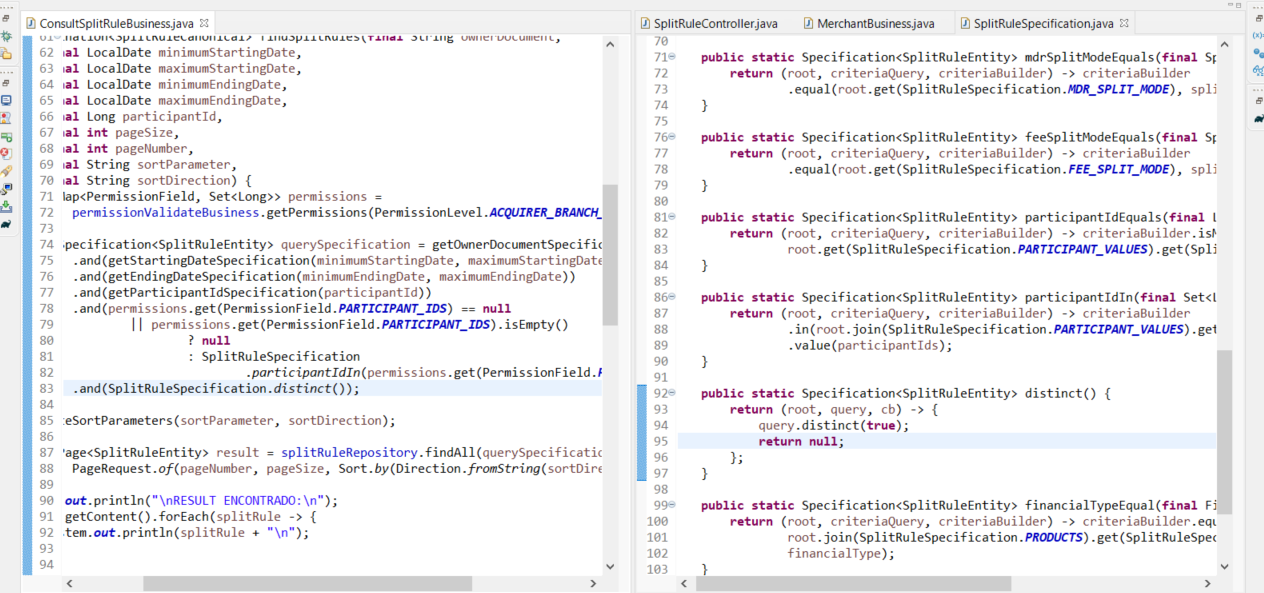 ConsultSplitRuleBusiness.java
61 nation<SplitRuleCanonical> findSplitRules(final String ownerDocument,
62 nal LocalDate minimumStartingDate,
63 nal LocalDate maximumStartingDate,
64 nal LocalDate minimumEndingDate,
65 nal LocalDate maximumEndingDate,
66 nal Long participantId,
67 nal int pageSize,
68 nal int pageNumber,
69 nal String sortParameter,
70 nal String sortDirection) {
71 Map<PermissionField, Set<Long>> permissions =
72 permissionValidateBusiness.getPermissions(PermissionLevel.ACQUIRER_BRANCH_
73
74 pecification<SplitRuleEntity> querySpecification = getOwnerDocumentSpecific
75 .and(getStartingDateSpecification(minimumStartingDate, maximumStartingDate
76 .and(getEndingDateSpecification(minimumEndingDate, maximumEndingDate))
77 .and(getParticipantIdSpecification(participantId))
78 .and(permissions.get(PermissionField.PARTICIPANT_IDS) == null
79 || permissions.get(PermissionField.PARTICIPANT_IDS).isEmpty()
80 ? null
81 : SplitRuleSpecification
82 .participantIdIn(permissions.get(PermissionField.P
83 .and(SplitRuleSpecification.distinct());
84
85 eSortParameters(sortParameter, sortDirection);
86
87 Page<SplitRuleEntity> result = splitRuleRepository.findAll(querySpecificatio
88 PageRequest.of(pageNumber, pageSize, Sort.by(Direction.fromString(sortDire
89
90 out.println("\nRESULT ENCONTRADO:\n");
91 getContent().forEach(splitRule -> {
92 tem.out.println(splitRule + "\n");
93
94
SplitRuleController.java
MerchantBusiness.java
SplitRuleSpecification.java
70
71 public static Specification<SplitRuleEntity> mdrSplitModeEquals(final Sp
72 return (root, criteriaQuery, criteriaBuilder) -> criteriaBuilder
73 .equal(root.get(SplitRuleSpecification.MDR_SPLIT_MODE), spli
74 }
75
76 public static Specification<SplitRuleEntity> feeSplitModeEquals(final Sp
77 return (root, criteriaQuery, criteriaBuilder) -> criteriaBuilder
78 .equal(root.get(SplitRuleSpecification.FEE_SPLIT_MODE), spli
79 }
80
81 public static Specification<SplitRuleEntity> participantIdEquals(final L
82 return (root, criteriaQuery, criteriaBuilder) -> criteriaBuilder.isM
83 root.get(SplitRuleSpecification.PARTICIPANT_VALUES).get(Spli
84 }
85
86 public static Specification<SplitRuleEntity> participantIdIn(final Set<L
87 return (root, criteriaQuery, criteriaBuilder) -> criteriaBuilder
88 .in(root.join(SplitRuleSpecification.PARTICIPANT_VALUES).get
89 .value(participantIds);
90 }
91
92 public static Specification<SplitRuleEntity> distinct() {
93 return (root, query, cb) -> {
94 query.distinct(true);
95 return null;
96 };
97 }
98
99 public static Specification<SplitRuleEntity> financialTypeEqual(final Fi
100 return (root, criteriaQuery, criteriaBuilder) -> criteriaBuilder.equ
101 root.join(SplitRuleSpecification.PRODUCTS).get(SplitRuleSpec
102 financialType);
103 }